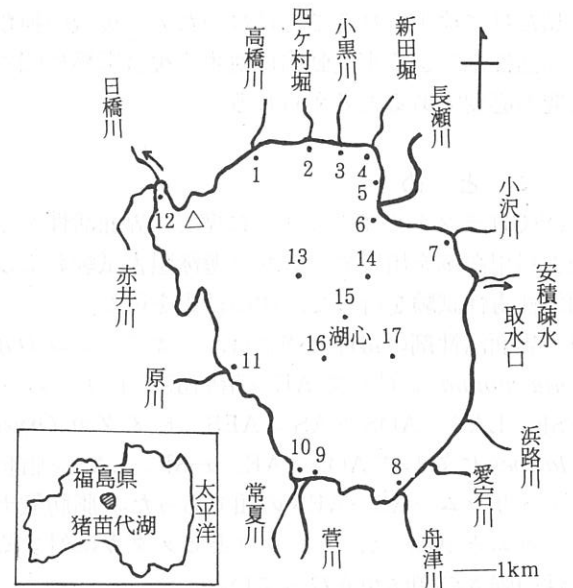 日橋川
高橋川
四ケ村堀
小黒川
新田堀
長瀬川
小沢川
安積疎水
取水口
浜路川
愛宕川
舟津川
菅川
常夏川
原川
赤井川
1
2
3
4
5
6
7
8
9
10
11
12
△
13
14
15
湖心
16
17
福島県
猪苗代湖
太平洋
1km